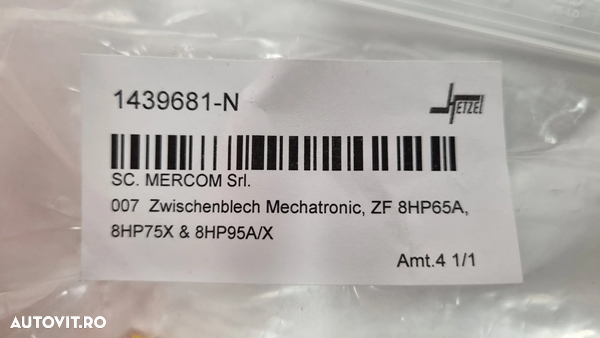 1439681-N
HETZEL
SC. MERCOM Srl.
007 Zwischenblech Mechatronic, ZF 8HP65A,
8HP75X & 8HP95A/X
Amt.4 1/1
AUTOVIT.RO